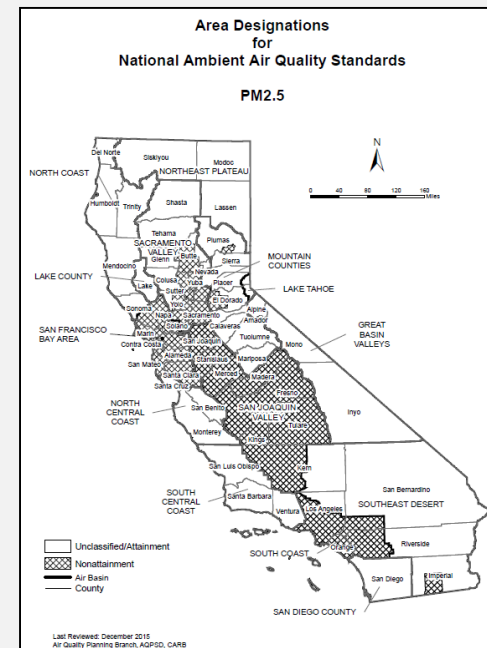 Area Designations
for
National Ambient Air Quality Standards
PM2.5
N
0 40 80 120 160
Miles
Del Norte
Siskiyou
Modoc
NORTH COAST
NORTHEAST PLATEAU
Humboldt
Trinity
Shasta
Lassen
Tehama
Plumas
SACRAMENTO
VALLEY
Glenn
Butte
Sierra
MOUNTAIN
COUNTIES
Mendocino
Nevada
LAKE COUNTY
Lake
Colusa
Yuba
Placer
LAKE TAHOE
Sutter
El Dorado
Sonoma
Yolo
Napa
Sacramento
Alpine
Amador
Solano
Calaveras
SAN FRANCISCO
BAY AREA
Marin
San Joaquin
Tuolumne
Mono
GREAT
BASIN
VALLEYS
Contra Costa
Alameda
Stanislaus
Mariposa
San Mateo
Santa Clara
Merced
Madera
Santa Cruz
Fresno
NORTH
CENTRAL
COAST
San Benito
SAN JOAQUIN
VALLEY
Inyo
Monterey
Tulare
Kings
San Luis Obispo
Kern
San Bernardino
SOUTH
CENTRAL
COAST
Santa Barbara
SOUTHEAST DESERT
Ventura
Los Angeles
SOUTH COAST
Orange
Riverside
San Diego
Imperial
SAN DIEGO COUNTY
Unclassified/Attainment
Nonattainment
Air Basin
County
Last Reviewed: December 2015
Air Quality Planning Branch, AQPSD, CARB